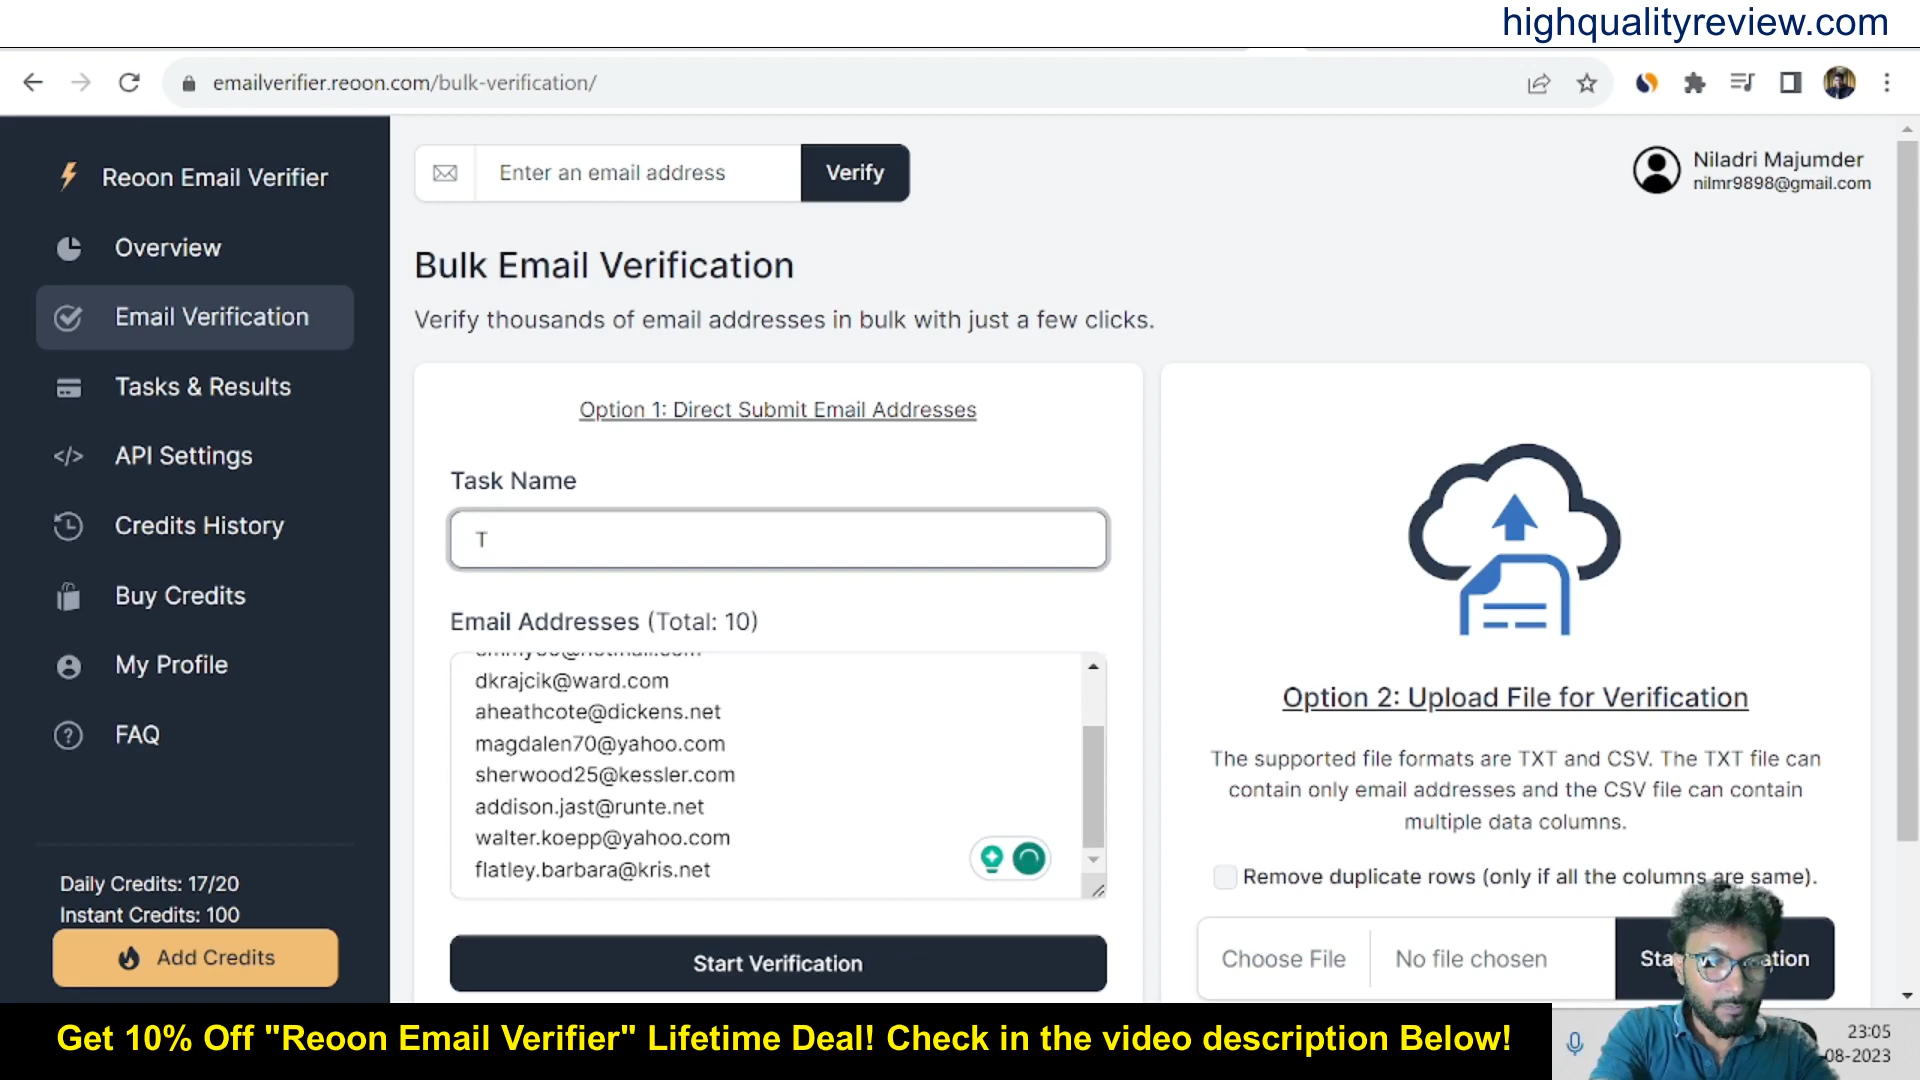 highqualityreview.com
emailverifier.reoon.com/bulk-verification/
Reoon Email Verifier
Overview
Email Verification
Tasks & Results
API Settings
Credits History
Buy Credits
My Profile
FAQ
Daily Credits: 17/20
Instant Credits: 100
Add Credits
Enter an email address
Verify
Niladri Majumder
nilmr9898@gmail.com
Bulk Email Verification
Verify thousands of email addresses in bulk with just a few clicks.
Option 1: Direct Submit Email Addresses
Task Name
T
Email Addresses (Total: 10)
dkrajcik@ward.com
aheathcote@dickens.net
magdalen70@yahoo.com
sherwood25@kessler.com
addison.jast@runte.net
walter.koepp@yahoo.com
flatley.barbara@kris.net
Start Verification
Option 2: Upload File for Verification
The supported file formats are TXT and CSV. The TXT file can
contain only email addresses and the CSV file can contain
multiple data columns.
Remove duplicate rows (only if all the columns are same).
Choose File
No file chosen
Get 10% Off "Reoon Email Verifier" Lifetime Deal! Check in the video description Below!
23:05
08-2023